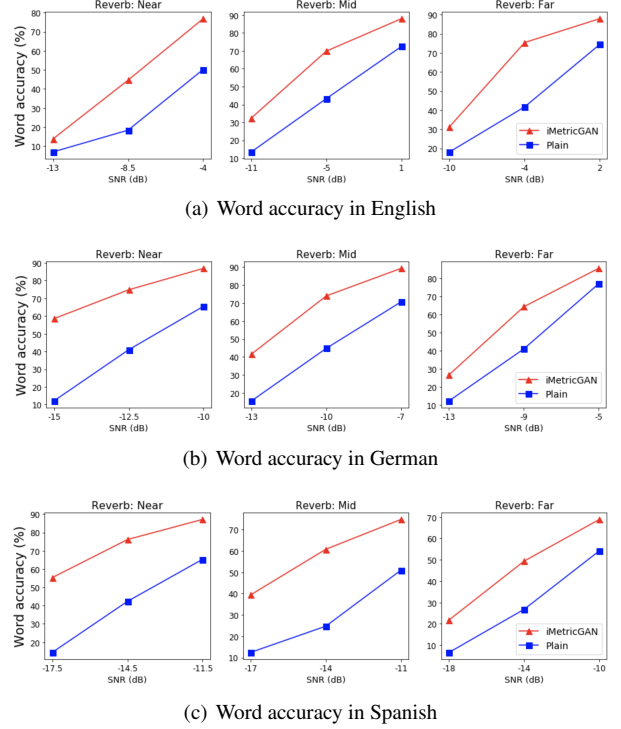 Reverb: Near Reverb: Mid Reverb: Far
Word accuracy (%)
80
70
60
50
40
30
20
10
-13 -8.5 -4
SNR (dB)
90
80
70
60
50
40
30
20
10
-11 -5 1
SNR (dB)
90
80
70
60
50
40
30
20
iMetricGAN
Plain
-10 -4 2
SNR (dB)
(a) Word accuracy in English
Reverb: Near Reverb: Mid Reverb: Far
Word accuracy (%)
90
80
70
60
50
40
30
20
10
-15 -12.5 -10
SNR (dB)
90
80
70
60
50
40
30
20
-13 -10 -7
SNR (dB)
90
80
70
60
50
40
30
20
10
iMetricGAN
Plain
-13 -9 -5
SNR (dB)
(b) Word accuracy in German
Reverb: Near Reverb: Mid Reverb: Far
Word accuracy (%)
90
80
70
60
50
40
30
20
-17.5 -14.5 -11.5
SNR (dB)
70
60
50
40
30
20
10
-17 -14 -11
SNR (dB)
70
60
50
40
30
20
10
iMetricGAN
Plain
-18 -14 -10
SNR (dB)
(c) Word accuracy in Spanish